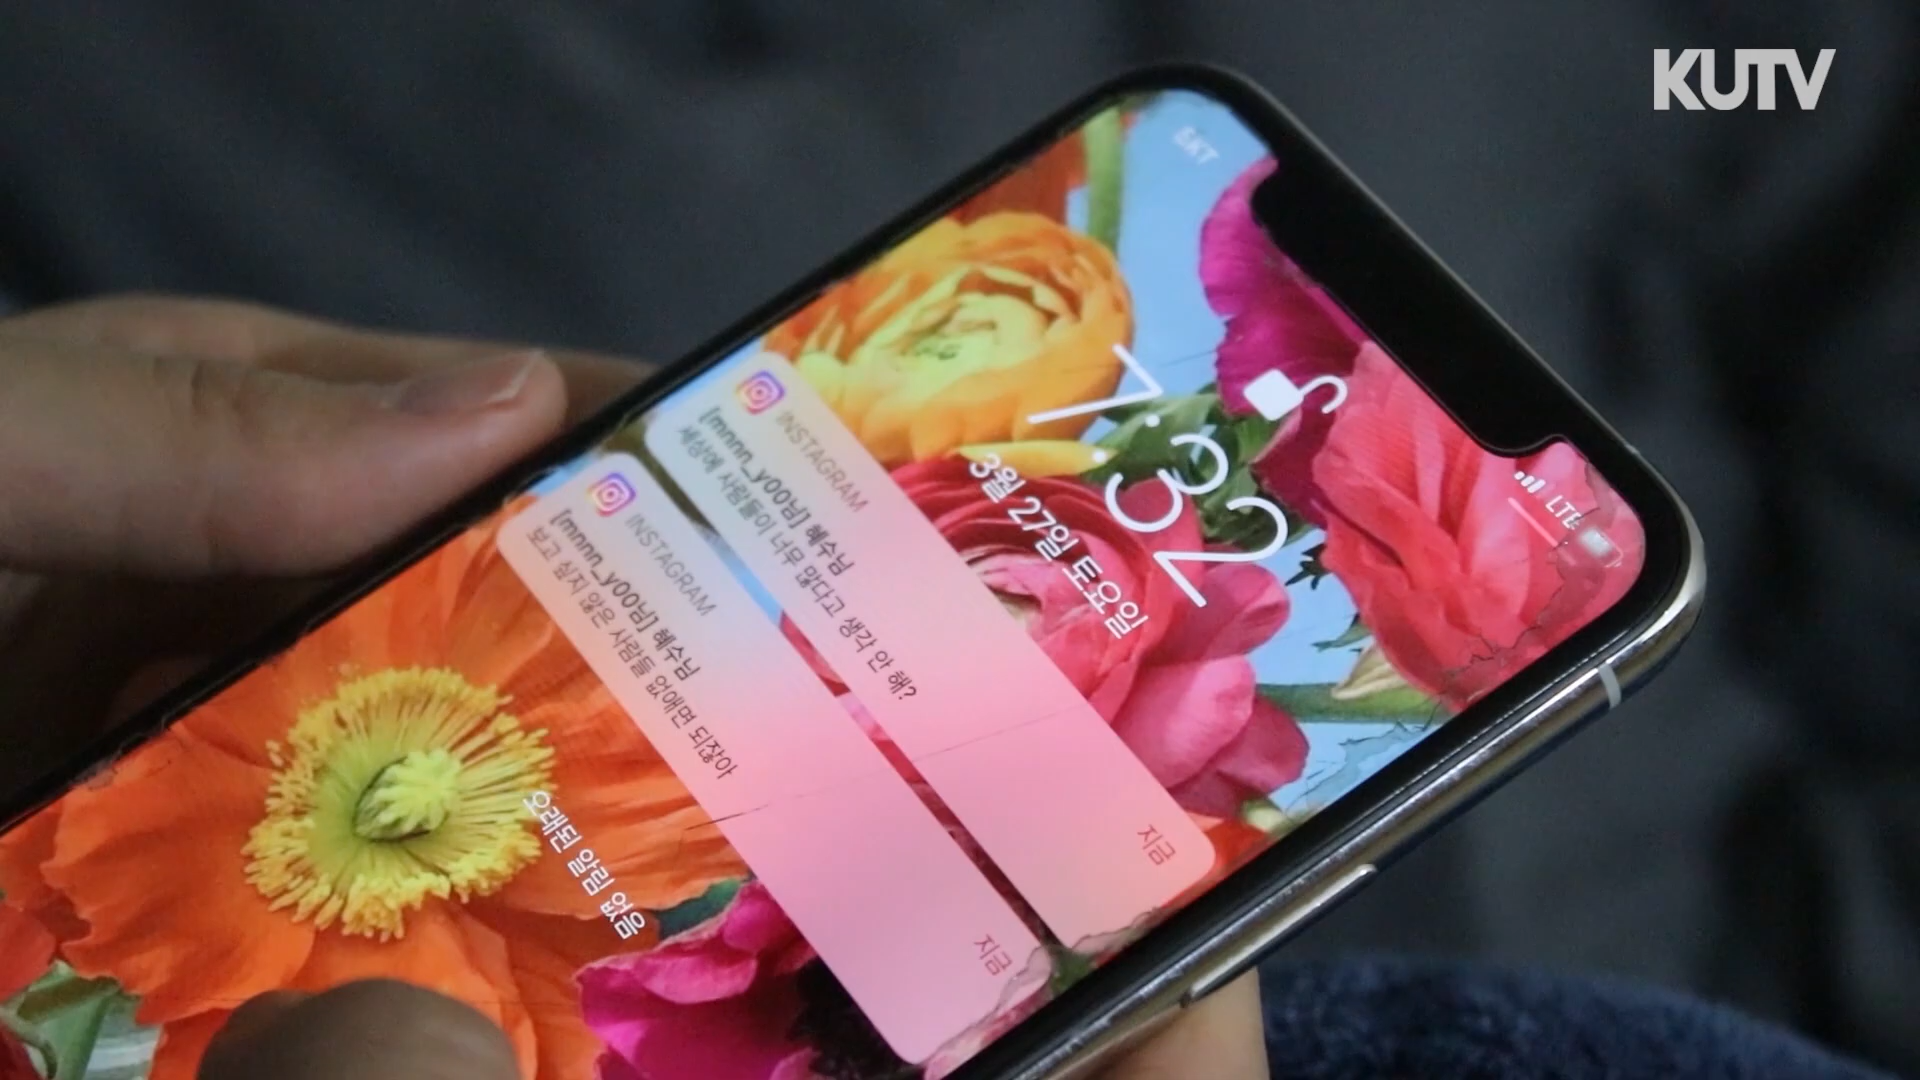 KUTV
SKT
LTE
7:32
3월 27일 토요일
INSTAGRAM
지금
[mnnn_y00님] 혜수님
세상에 사람들이 너무 많다고 생각 안 해?
INSTAGRAM
지금
[mnnn_y00님] 혜수님
보고 싶지 않은 사람들 없애면 되잖아
오래된 알림 없음